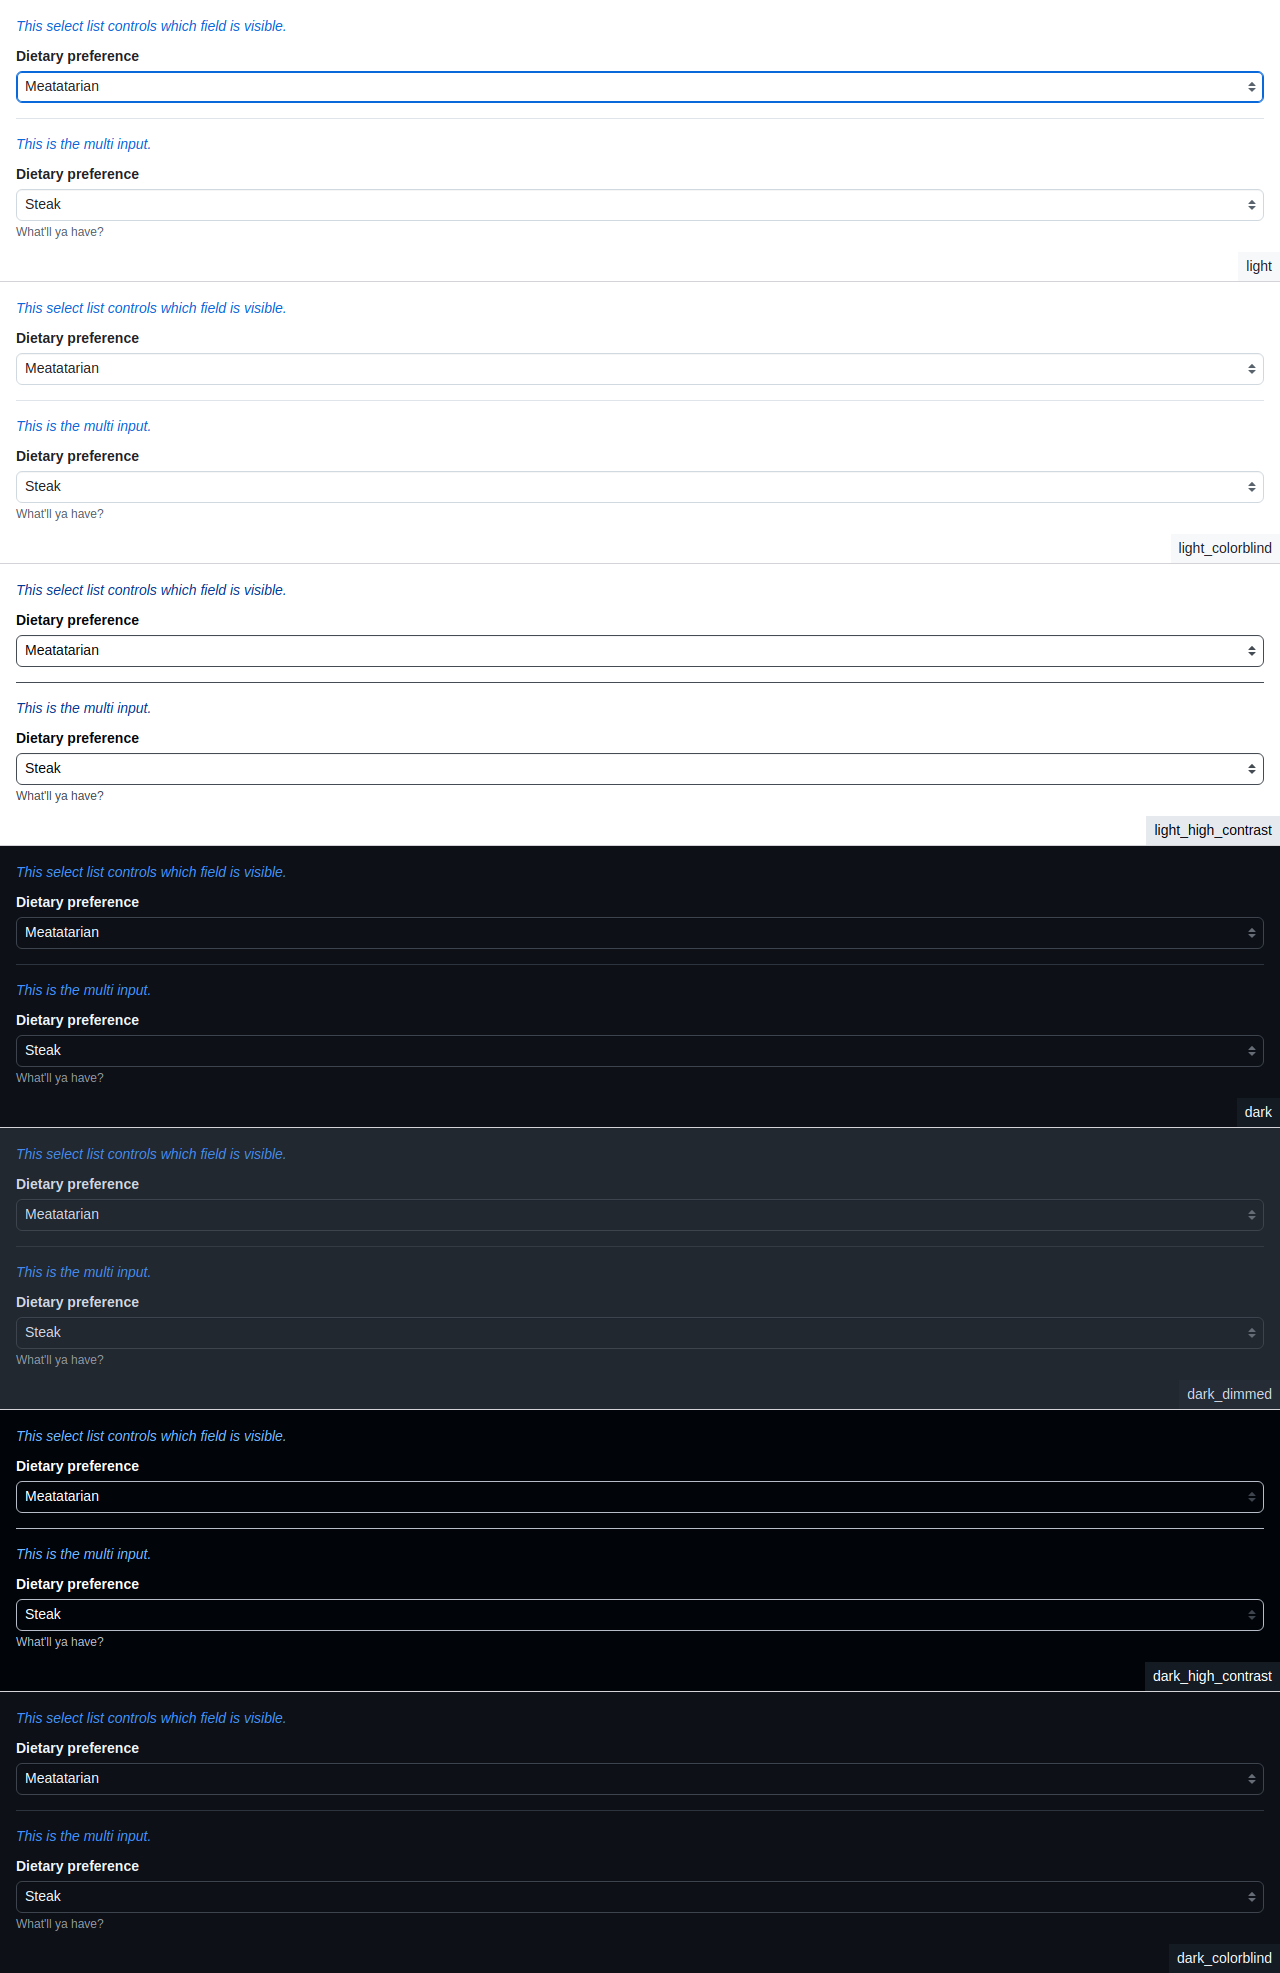 This select list controls which field is visible.
Dietary preference
Meatatarian
This is the multi input.
Dietary preference
Steak
What'll ya have?
light
This select list controls which field is visible.
Dietary preference
Meatatarian
This is the multi input.
Dietary preference
Steak
What'll ya have?
light_colorblind
This select list controls which field is visible.
Dietary preference
Meatatarian
This is the multi input.
Dietary preference
Steak
What'll ya have?
light_high_contrast
This select list controls which field is visible.
Dietary preference
Meatatarian
This is the multi input.
Dietary preference
Steak
What'll ya have?
dark
This select list controls which field is visible.
Dietary preference
Meatatarian
This is the multi input.
Dietary preference
Steak
What'll ya have?
dark_dimmed
This select list controls which field is visible.
Dietary preference
Meatatarian
This is the multi input.
Dietary preference
Steak
What'll ya have?
dark_high_contrast
This select list controls which field is visible.
Dietary preference
Meatatarian
This is the multi input.
Dietary preference
Steak
What'll ya have?
dark_colorblind